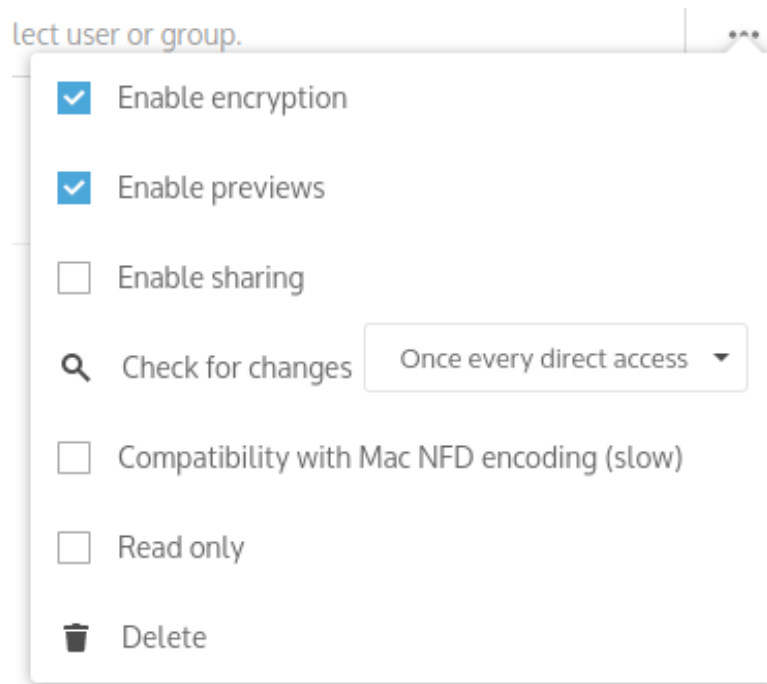 lect user or group.
Enable encryption
Enable previews
Enable sharing
Check for changes Once every direct access
Compatibility with Mac NFD encoding (slow)
Read only
Delete